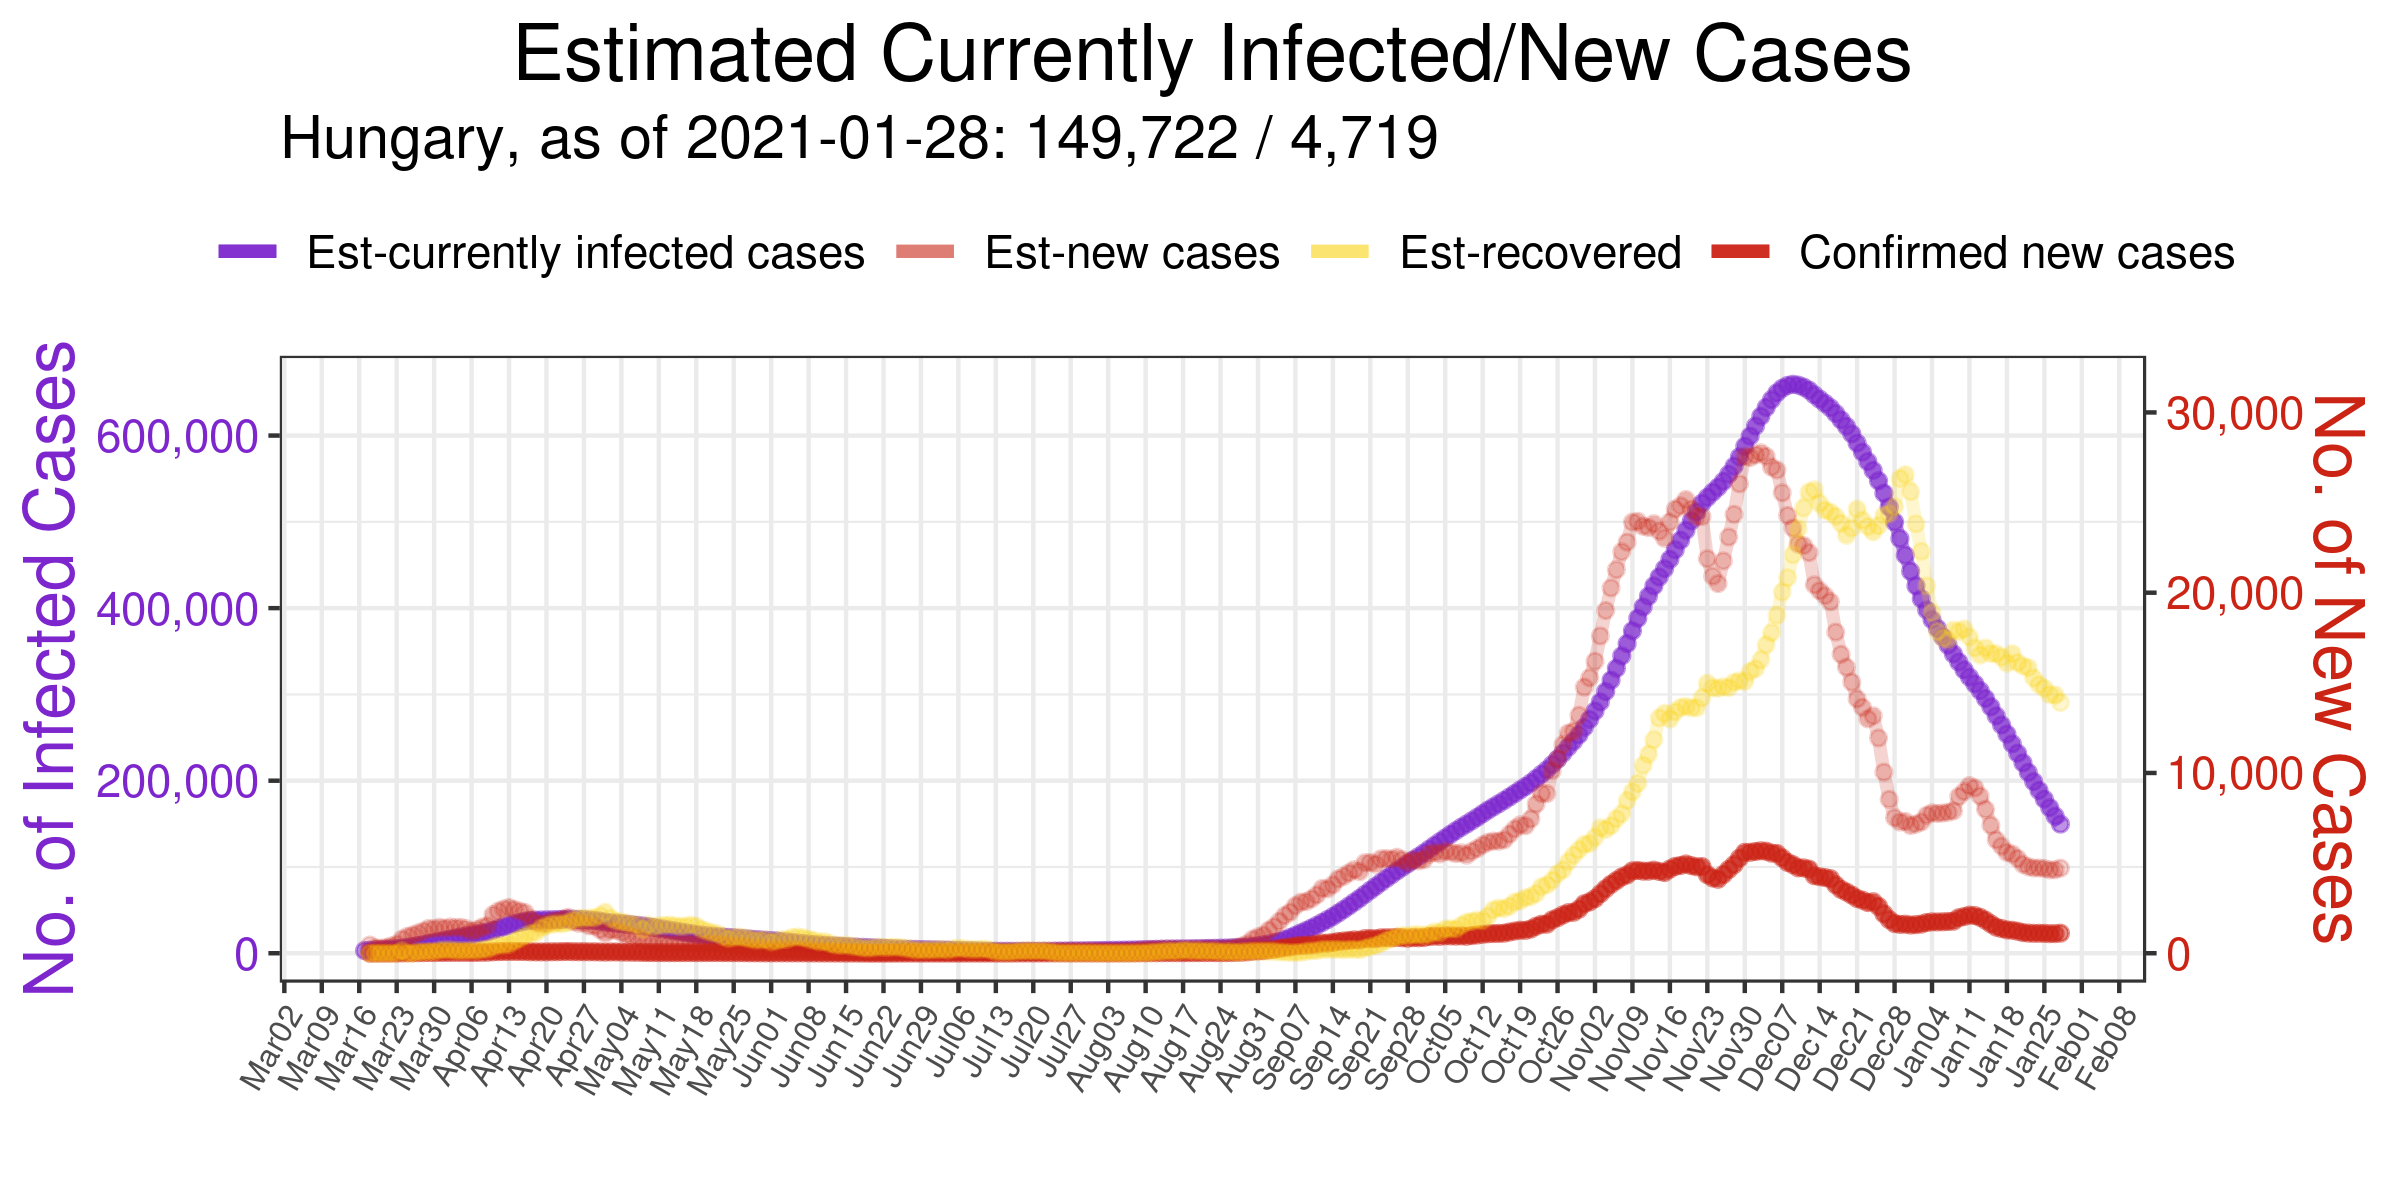 Estimated Currently Infected/New Cases
Hungary, as of 2021-01-28: 149,722 / 4,719
Est-currently infected cases Est-new cases Est-recovered Confirmed new cases
No. of Infected Cases
600,000
400,000
200,000
0
30,000
20,000
10,000
0
No. of New Cases
Mar02 Mar09 Mar16 Mar23 Mar30 Apr06 Apr13 Apr20 Apr27 May04 May11 May18 May25 Jun01 Jun08 Jun15 Jun22 Jun29 Jul06 Jul13 Jul20 Jul27 Aug03 Aug10 Aug17 Aug24 Aug31 Sep07 Sep14 Sep21 Sep28 Oct05 Oct12 Oct19 Oct26 Nov02 Nov09 Nov16 Nov23 Nov30 Dec07 Dec14 Dec21 Dec28 Jan04 Jan11 Jan18 Jan25 Feb01 Feb08